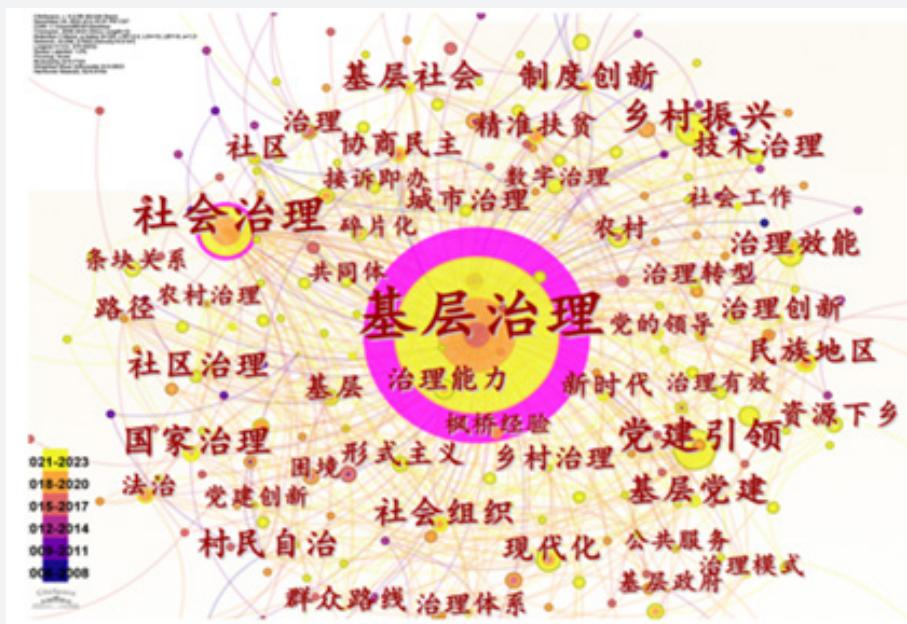 基层社会
制度创新
治理
精准扶贫
乡村振兴
社区
协商民主
技术治理
接诉即办
数字治理
城市治理
社会工作
社会治理
碎片化
农村
治理效能
条块关系
共同体
治理转型
路径
农村治理
基层治理
党的领导
治理创新
民族地区
社区治理
基层
治理能力
新时代
治理有效
资源下乡
枫桥经验
党建引领
国家治理
困境
形式主义
乡村治理
021-2023
018-2020
法治
党建创新
基层党建
015-2017
社会组织
012-2014
村民自治
现代化
公共服务
009-2011
治理模式
基层政府
群众路线
治理体系
CiteSpace